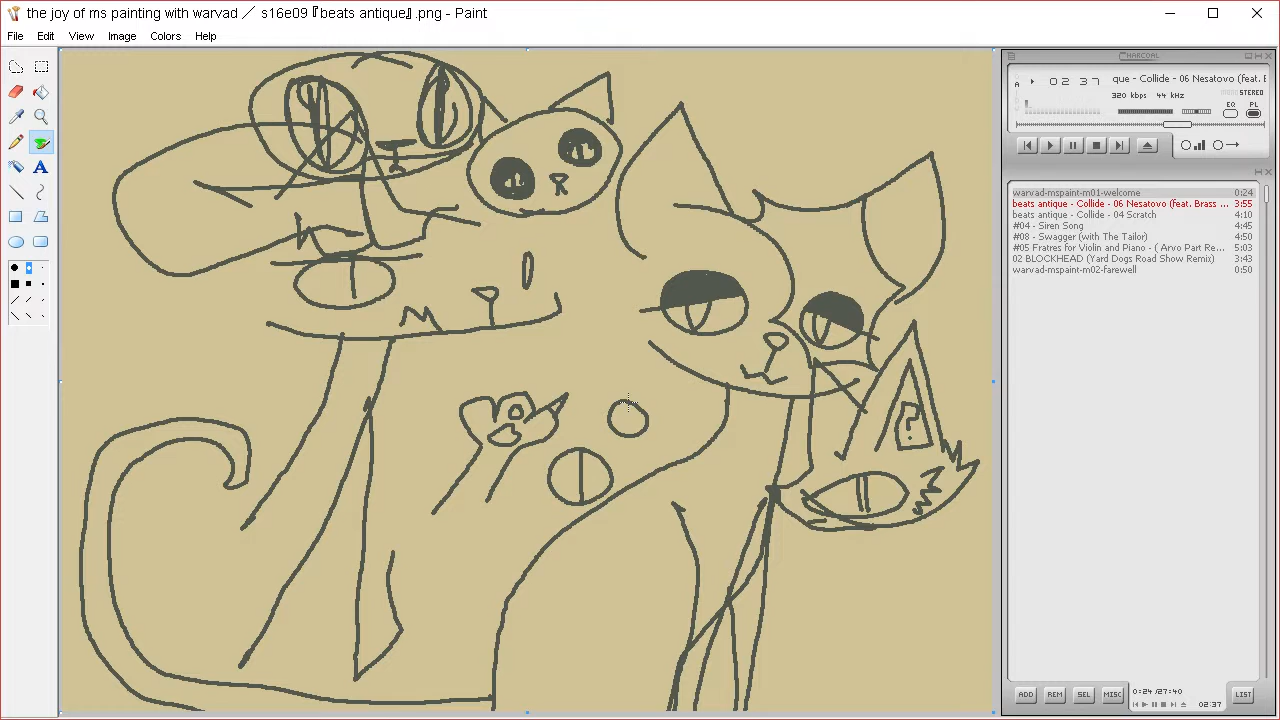 the joy of ms painting with warvad ／ s16e09『beats antique』.png - Paint
File Edit View Image Colors Help
CHARCOAL
02 37
que - Collide - 06 Nesatovo (feat. E
320 kbps 44 kHz STEREO
EQ PL
warvad-mspaint-m01-welcome 0:24
beats antique - Collide - 06 Nesatovo (feat. Brass ... 3:55
beats antique - Collide - 04 Scratch 4:10
#04 - Siren Song 4:45
#08 - Swagger (with The Tailor) 4:50
#05 Fratres for Violin and Piano - ( Arvo Part Re... 5:03
02 BLOCKHEAD (Yard Dogs Road Show Remix) 3:43
warvad-mspaint-m02-farewell 0:50
?
ADD REM SEL MISC 0:24/27:40 02:37 LIST